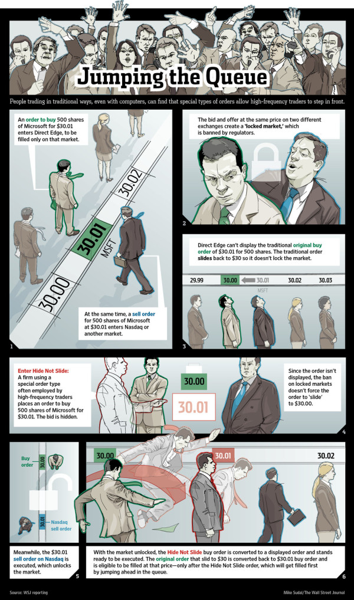 Jumping the Queue
People trading in traditional ways, even with computers, can find that special types of orders allow high-frequency traders to step in front.
An order to buy 500 shares
of Microsoft for $30.01
enters Direct Edge, to be
filled only on that market.
30.02
30.01
MSFT
30.00
At the same time, a sell order
for 500 shares of Microsoft
at $30.01 enters Nasdaq or
another market.
1
The bid and offer at the same price on two different
exchanges create a 'locked market,' which
is banned by regulators.
2
Direct Edge can't display the traditional original buy
order of $30.01 for 500 shares. The traditional order
slides back to $30 so it doesn't lock the market.
29.99
30.00
30.01
30.02
30.03
MSFT
3
Enter Hide Not Slide:
A firm using a
special order type
often employed by
high-frequency traders
places an order to buy
500 shares of Microsoft for
$30.01. The bid is hidden.
30.00
30.01
Since the order isn't
displayed, the ban
on locked markets
doesn't force the
order to 'slide'
to $30.00.
4
Buy
order
Nasdaq
sell order
Meanwhile, the $30.01
sell order on Nasdaq is
executed, which unlocks
the market.
5
30.00
30.01
30.02
With the market unlocked, the Hide Not Slide buy order is converted to a displayed order and stands
ready to be executed. The original order that slid to $30 is converted back to $30.01 buy order and
is eligible to be filled at that price—only after the Hide Not Slide order, which will get filled first
by jumping ahead in the queue.
6
Source: WSJ reporting
Mike Sudal/The Wall Street Journal